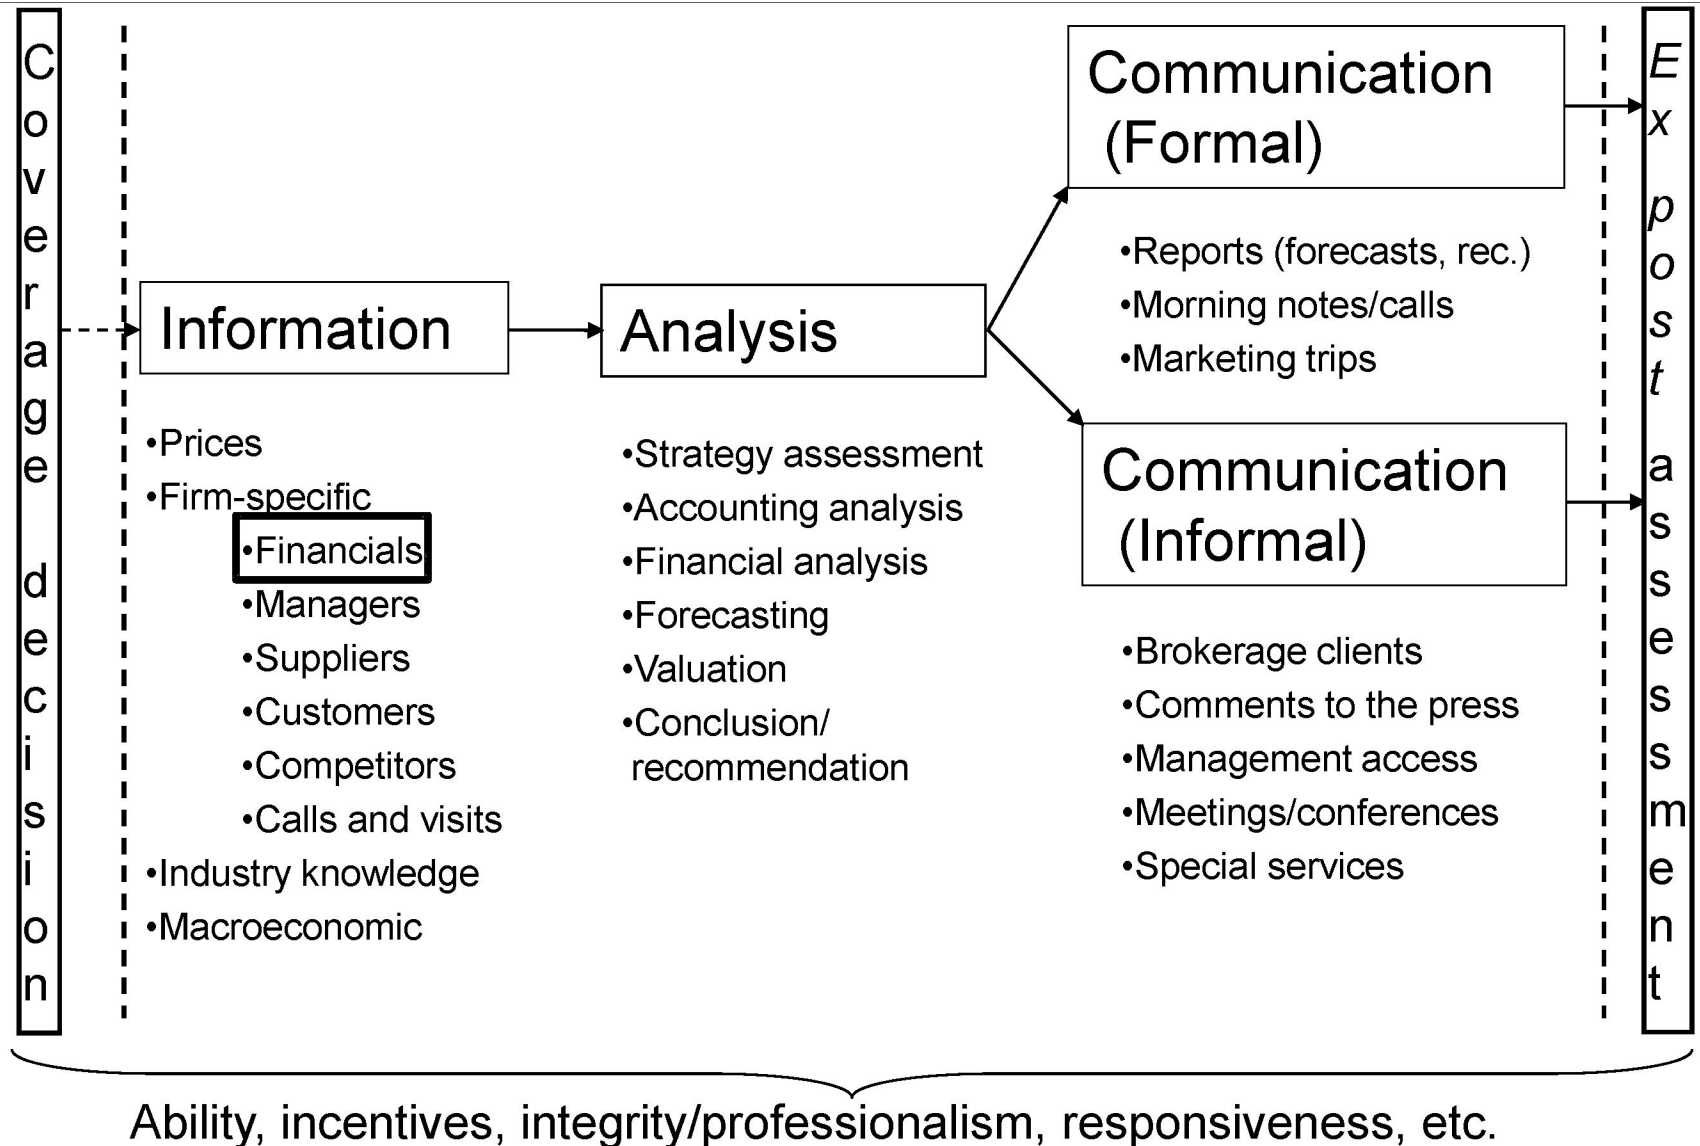 Coverage decision
Information
•Prices
•Firm-specific
•Financials
•Managers
•Suppliers
•Customers
•Competitors
•Calls and visits
•Industry knowledge
•Macroeconomic
Analysis
•Strategy assessment
•Accounting analysis
•Financial analysis
•Forecasting
•Valuation
•Conclusion/
recommendation
Communication
(Formal)
•Reports (forecasts, rec.)
•Morning notes/calls
•Marketing trips
Communication
(Informal)
•Brokerage clients
•Comments to the press
•Management access
•Meetings/conferences
•Special services
Ex post assessment
Ability, incentives, integrity/professionalism, responsiveness, etc.